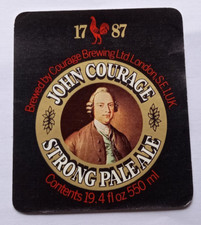 17 87
Brewed by Courage Brewing Ltd London. S.E.1. U.K.
JOHN COURAGE
STRONG PALE ALE
Contents 19.4 fl oz 550 ml